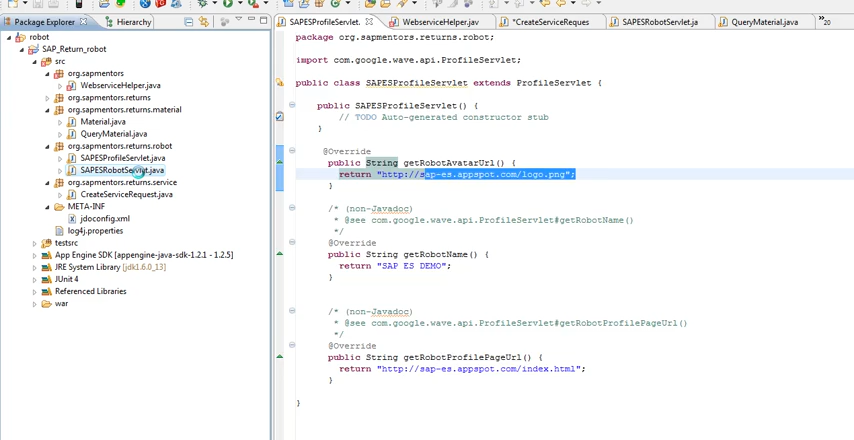 Package Explorer
Hierarchy
SAPESProfileServlet.
WebserviceHelper.jav
*CreateServiceReques
SAPESRobotServlet.ja
QueryMaterial.java
20
robot
SAP_Return_robot
src
org.sapmentors
WebserviceHelper.java
org.sapmentors.returns
org.sapmentors.returns.material
Material.java
QueryMaterial.java
org.sapmentors.returns.robot
SAPESProfileServlet.java
SAPESRobotServlet.java
org.sapmentors.returns.service
CreateServiceRequest.java
META-INF
jdoconfig.xml
log4j.properties
testsrc
App Engine SDK [appengine-java-sdk-1.2.1 - 1.2.5]
JRE System Library [jdk1.6.0_13]
JUnit 4
Referenced Libraries
war
package org.sapmentors.returns.robot;
import com.google.wave.api.ProfileServlet;
public class SAPESProfileServlet extends ProfileServlet {
public SAPESProfileServlet() {
// TODO Auto-generated constructor stub
}
@Override
public String getRobotAvatarUrl() {
return "http://sap-es.appspot.com/logo.png";
}
/* (non-Javadoc)
* @see com.google.wave.api.ProfileServlet#getRobotName()
*/
@Override
public String getRobotName() {
return "SAP ES DEMO";
}
/* (non-Javadoc)
* @see com.google.wave.api.ProfileServlet#getRobotProfilePageUrl()
*/
@Override
public String getRobotProfilePageUrl() {
return "http://sap-es.appspot.com/index.html";
}
}